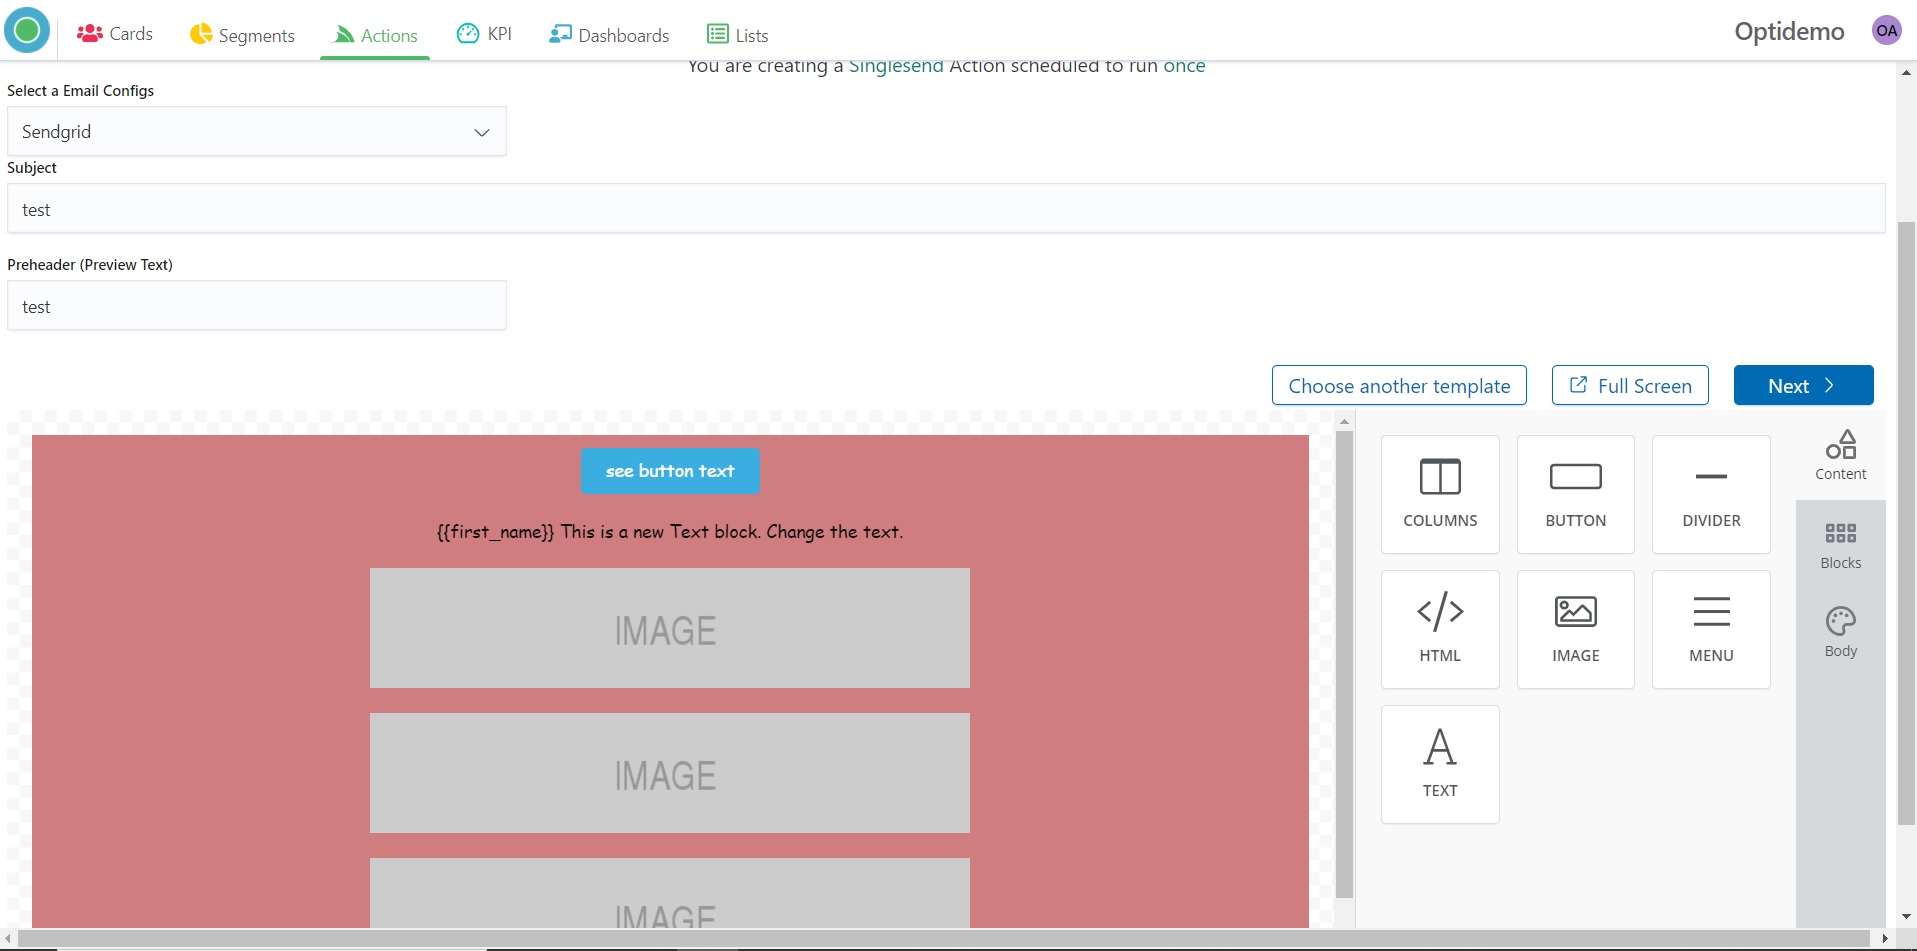 Cards Segments Actions KPI Dashboards Lists Optidemo OA
You are creating a Singlesend Action scheduled to run once
Select a Email Configs
Sendgrid
Subject
test
Preheader (Preview Text)
test
Choose another template Full Screen Next
see button text
{{first_name}} This is a new Text block. Change the text.
IMAGE
IMAGE
IMAGE
COLUMNS BUTTON DIVIDER
HTML IMAGE MENU
TEXT
Content
Blocks
Body